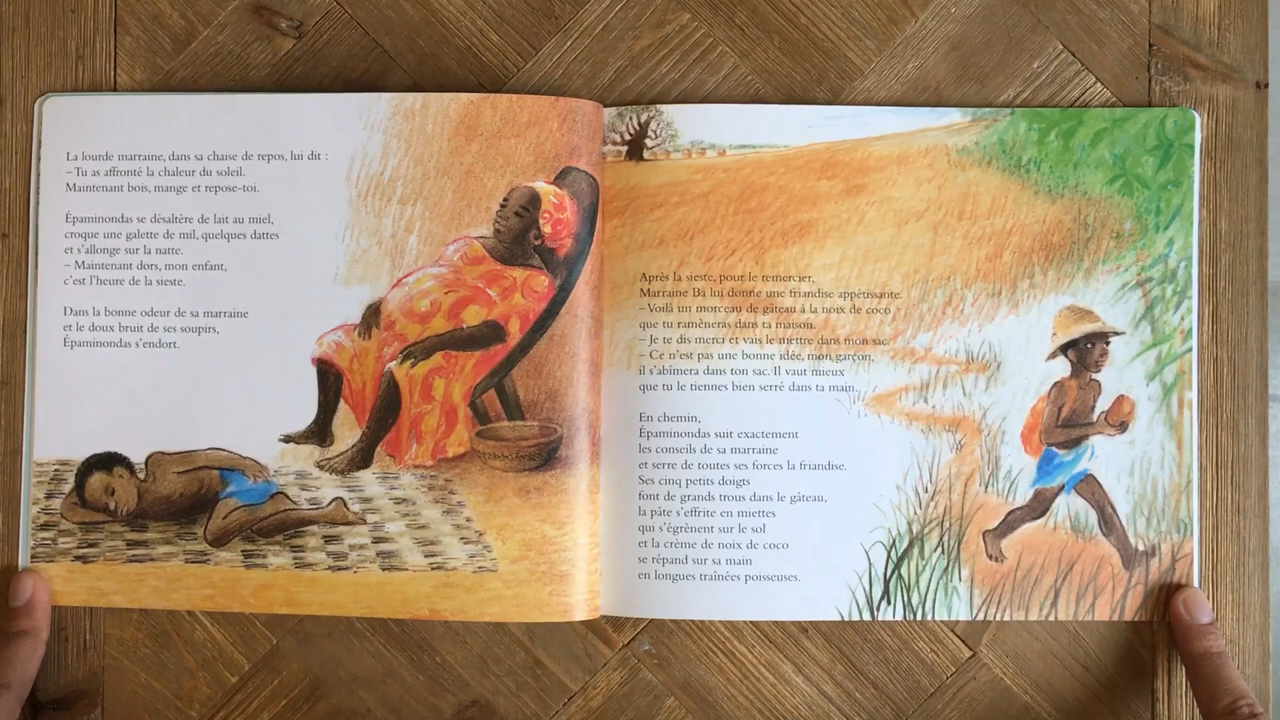 La lourde marraine, dans sa chaise de repos, lui dit :
– Tu as affronté la chaleur du soleil.
Maintenant bois, mange et repose-toi.
Épaminondas se désaltère de lait au miel,
croque une galette de mil, quelques dattes
et s'allonge sur la natte.
– Maintenant dors, mon enfant,
c'est l'heure de la sieste.
Dans la bonne odeur de sa marraine
et le doux bruit de ses soupirs,
Épaminondas s'endort.
Après la sieste, pour le remercier,
Marraine Ba lui donne une friandise appétissante.
– Voilà un morceau de gâteau à la noix de coco
que tu ramèneras dans ta maison.
– Je te dis merci et vais le mettre dans mon sac.
– Ce n'est pas une bonne idée, mon garçon,
il s'abîmera dans ton sac. Il vaut mieux
que tu le tiennes bien serré dans ta main.
En chemin,
Épaminondas suit exactement
les conseils de sa marraine
et serre de toutes ses forces la friandise.
Ses cinq petits doigts
font de grands trous dans le gâteau,
la pâte s'effrite en miettes
qui s'égrènent sur le sol
et la crème de noix de coco
se répand sur sa main
en longues traînées poisseuses.